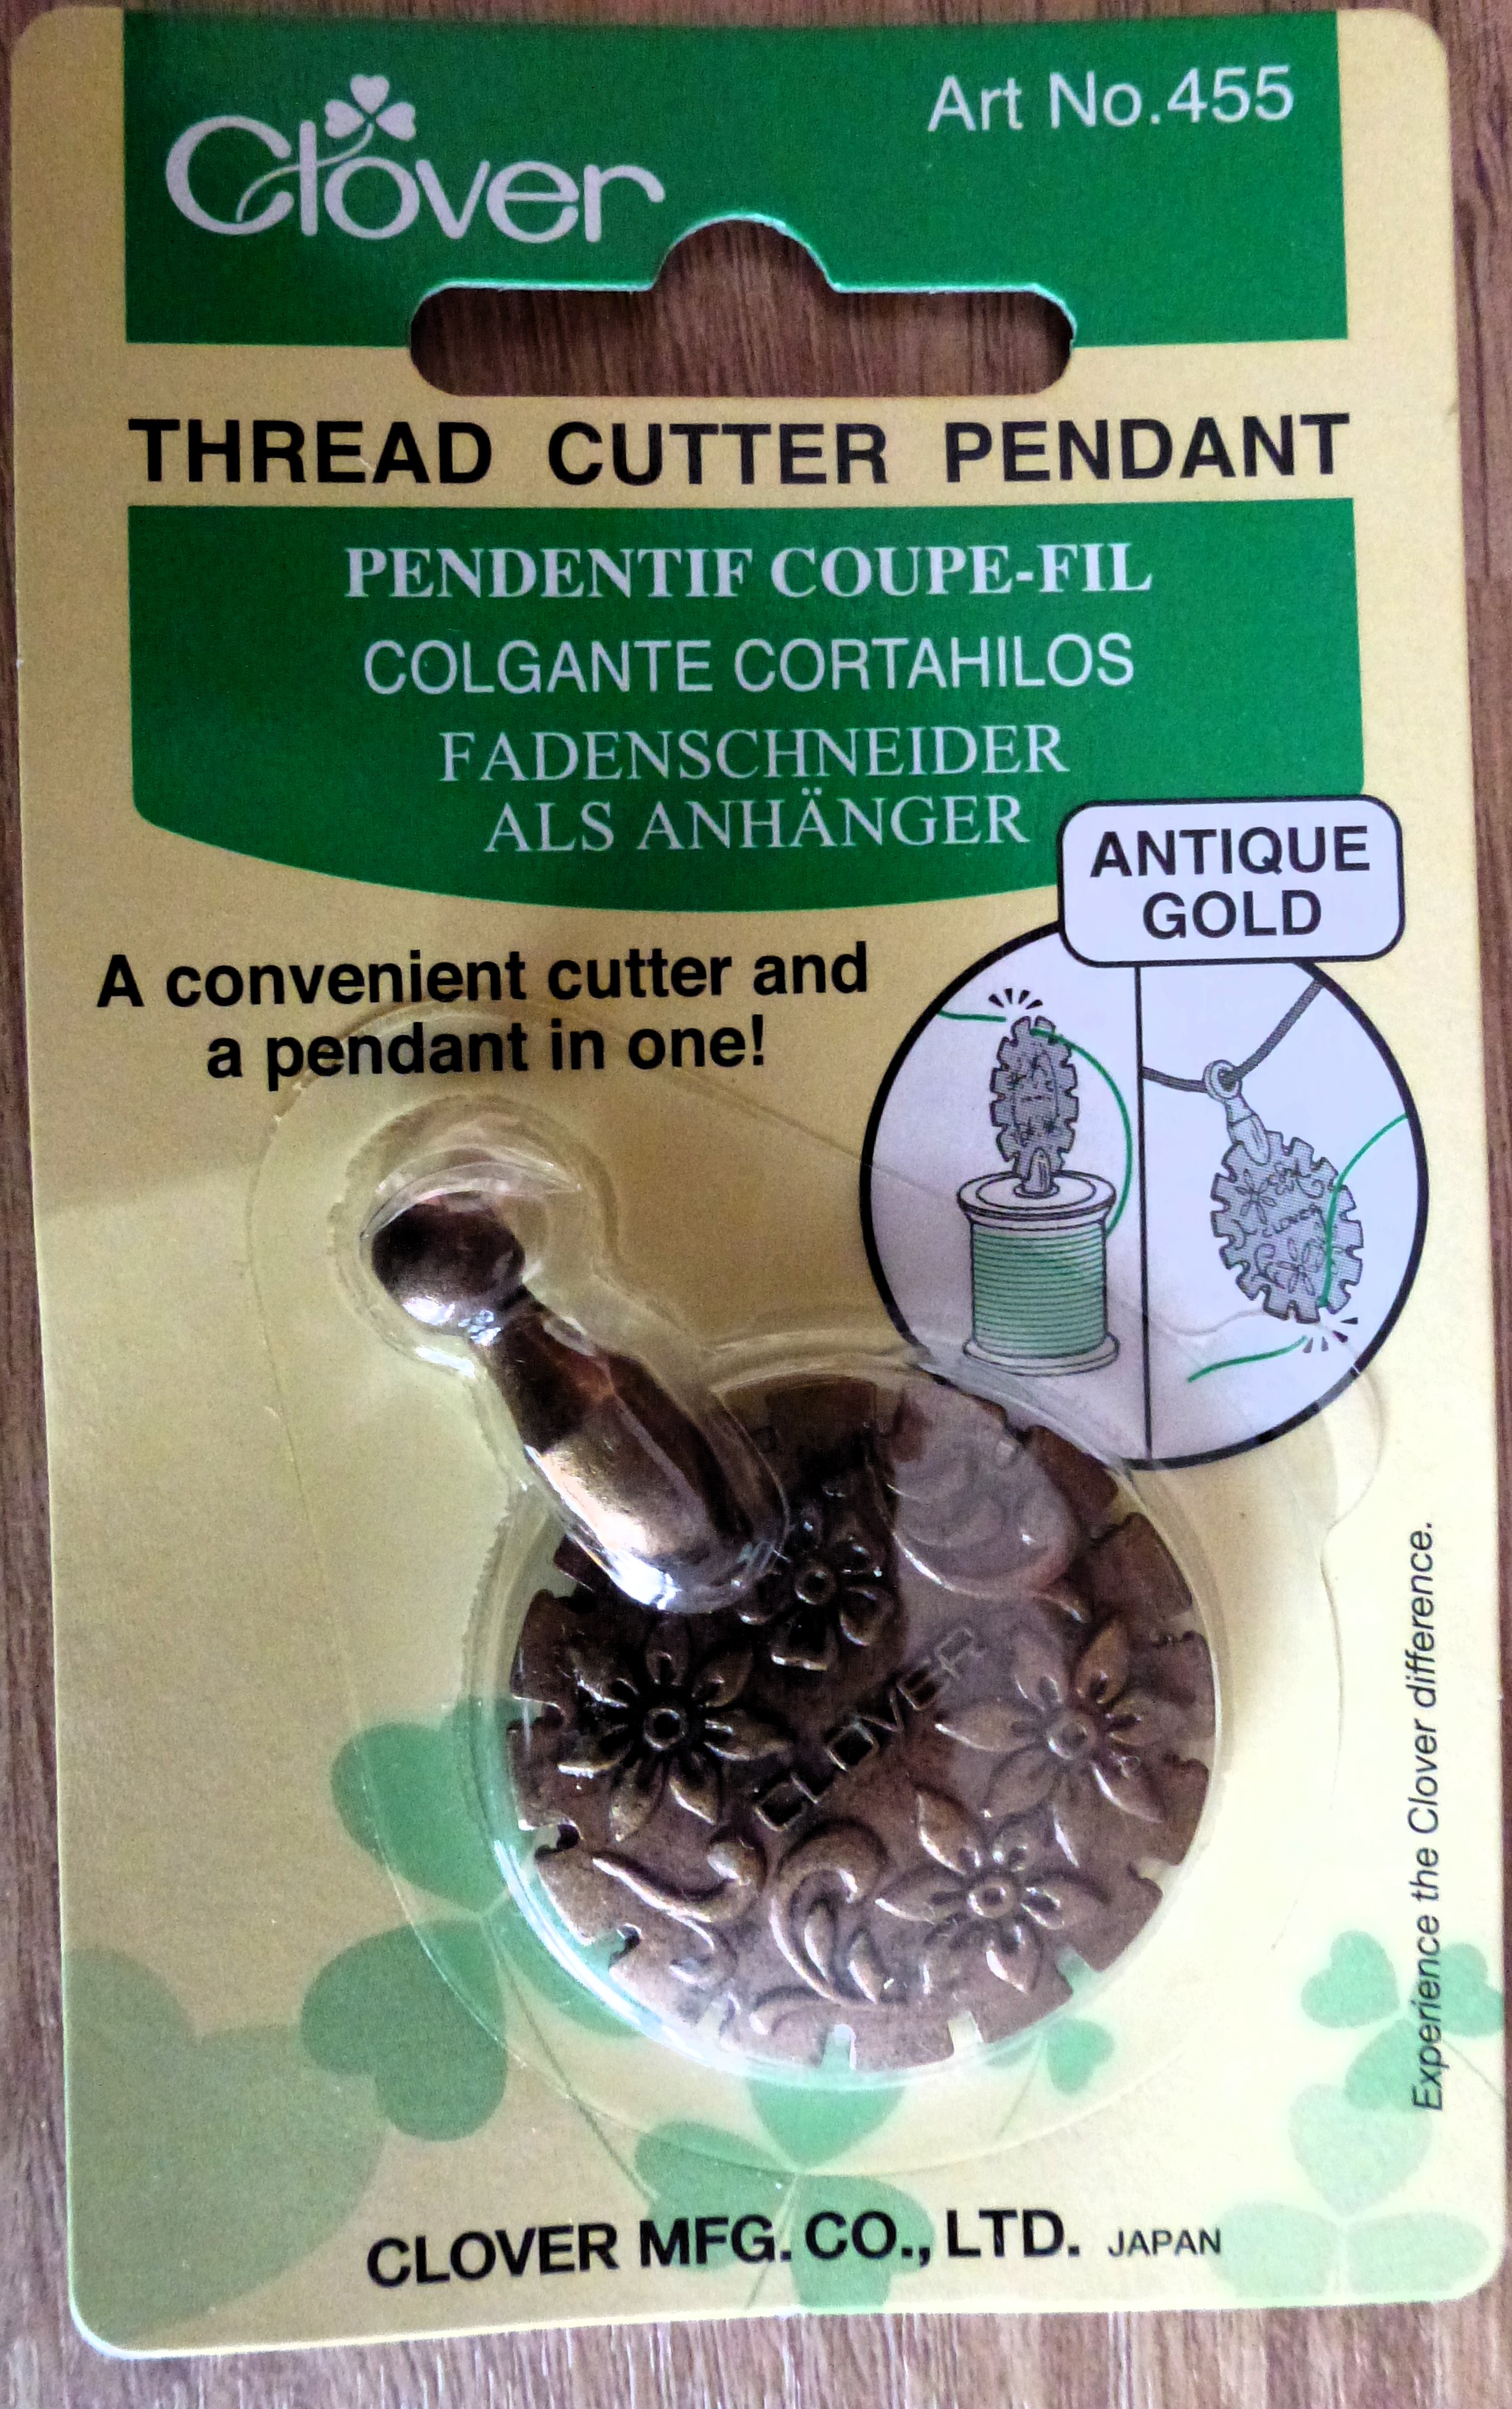 Clover
Art No.455
THREAD CUTTER PENDANT
PENDENTIF COUPE-FIL
COLGANTE CORTAHILOS
FADENSCHNEIDER
ALS ANHÄNGER
ANTIQUE
GOLD
A convenient cutter and
a pendant in one!
CLOVER
CLOVER
Experience the Clover difference.
CLOVER MFG. CO., LTD. JAPAN